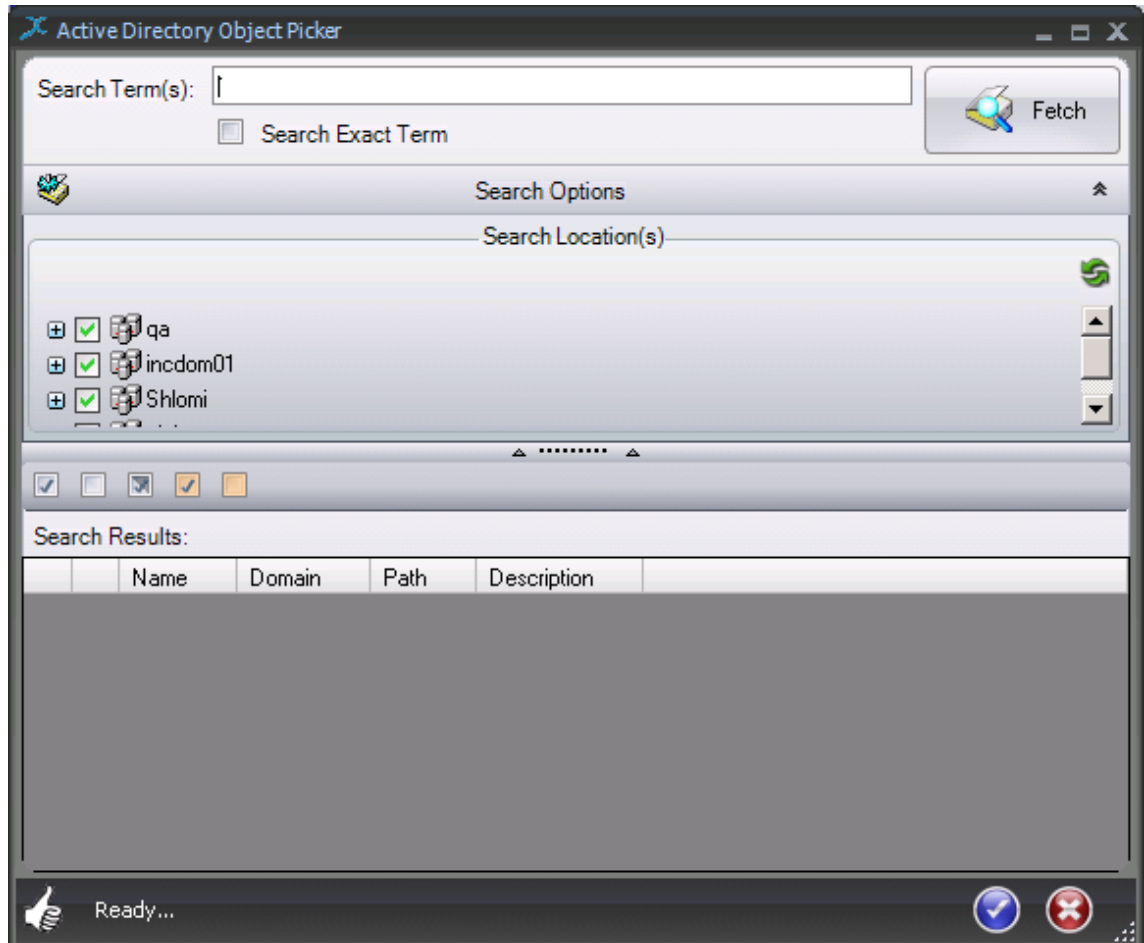 Active Directory Object Picker
Search Term(s):
Fetch
Search Exact Term
Search Options
Search Location(s)
qa
incdom01
Shlomi
Search Results:
Name Domain Path Description
Ready...